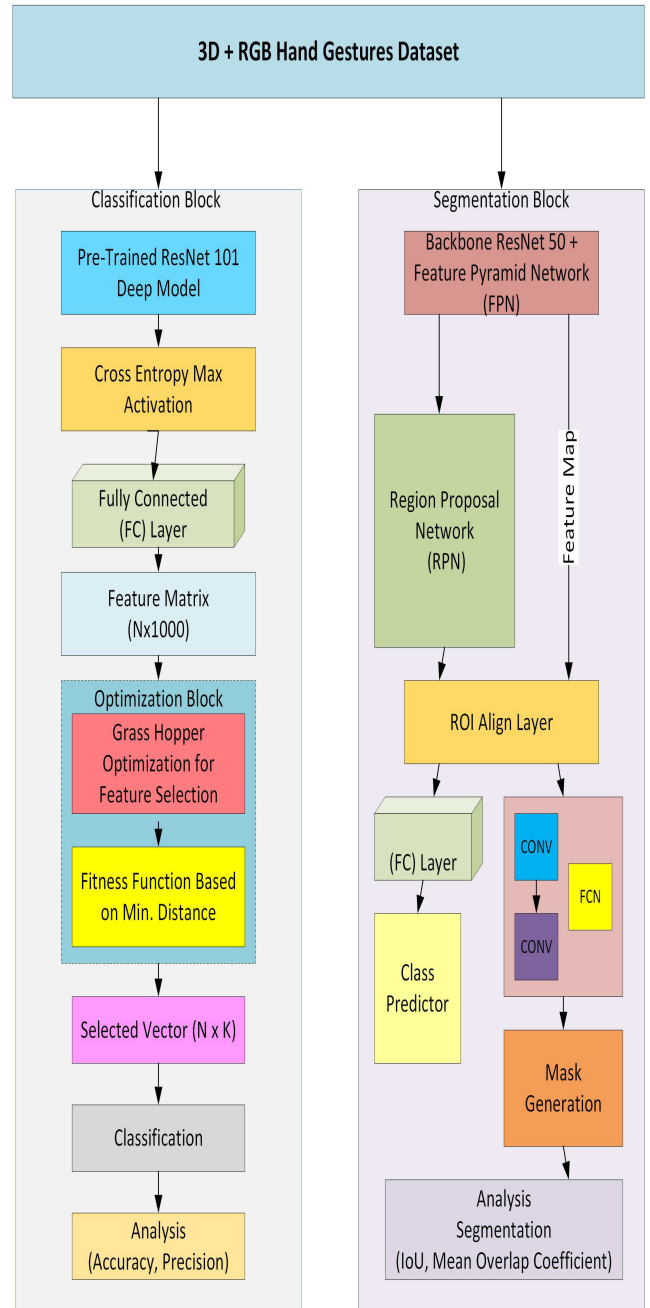 3D + RGB Hand Gestures Dataset
Classification Block
Pre-Trained ResNet 101
Deep Model
Cross Entropy Max
Activation
Fully Connected
(FC) Layer
Feature Matrix
(Nx1000)
Optimization Block
Grass Hopper
Optimization for
Feature Selection
Fitness Function Based
on Min. Distance
Selected Vector (N x K)
Classification
Analysis
(Accuracy, Precision)
Segmentation Block
Backbone ResNet 50 +
Feature Pyramid Network
(FPN)
Region Proposal
Network
(RPN)
Feature Map
ROI Align Layer
(FC) Layer
Class
Predictor
CONV
FCN
CONV
Mask
Generation
Analysis
Segmentation
(IoU, Mean Overlap Coefficient)